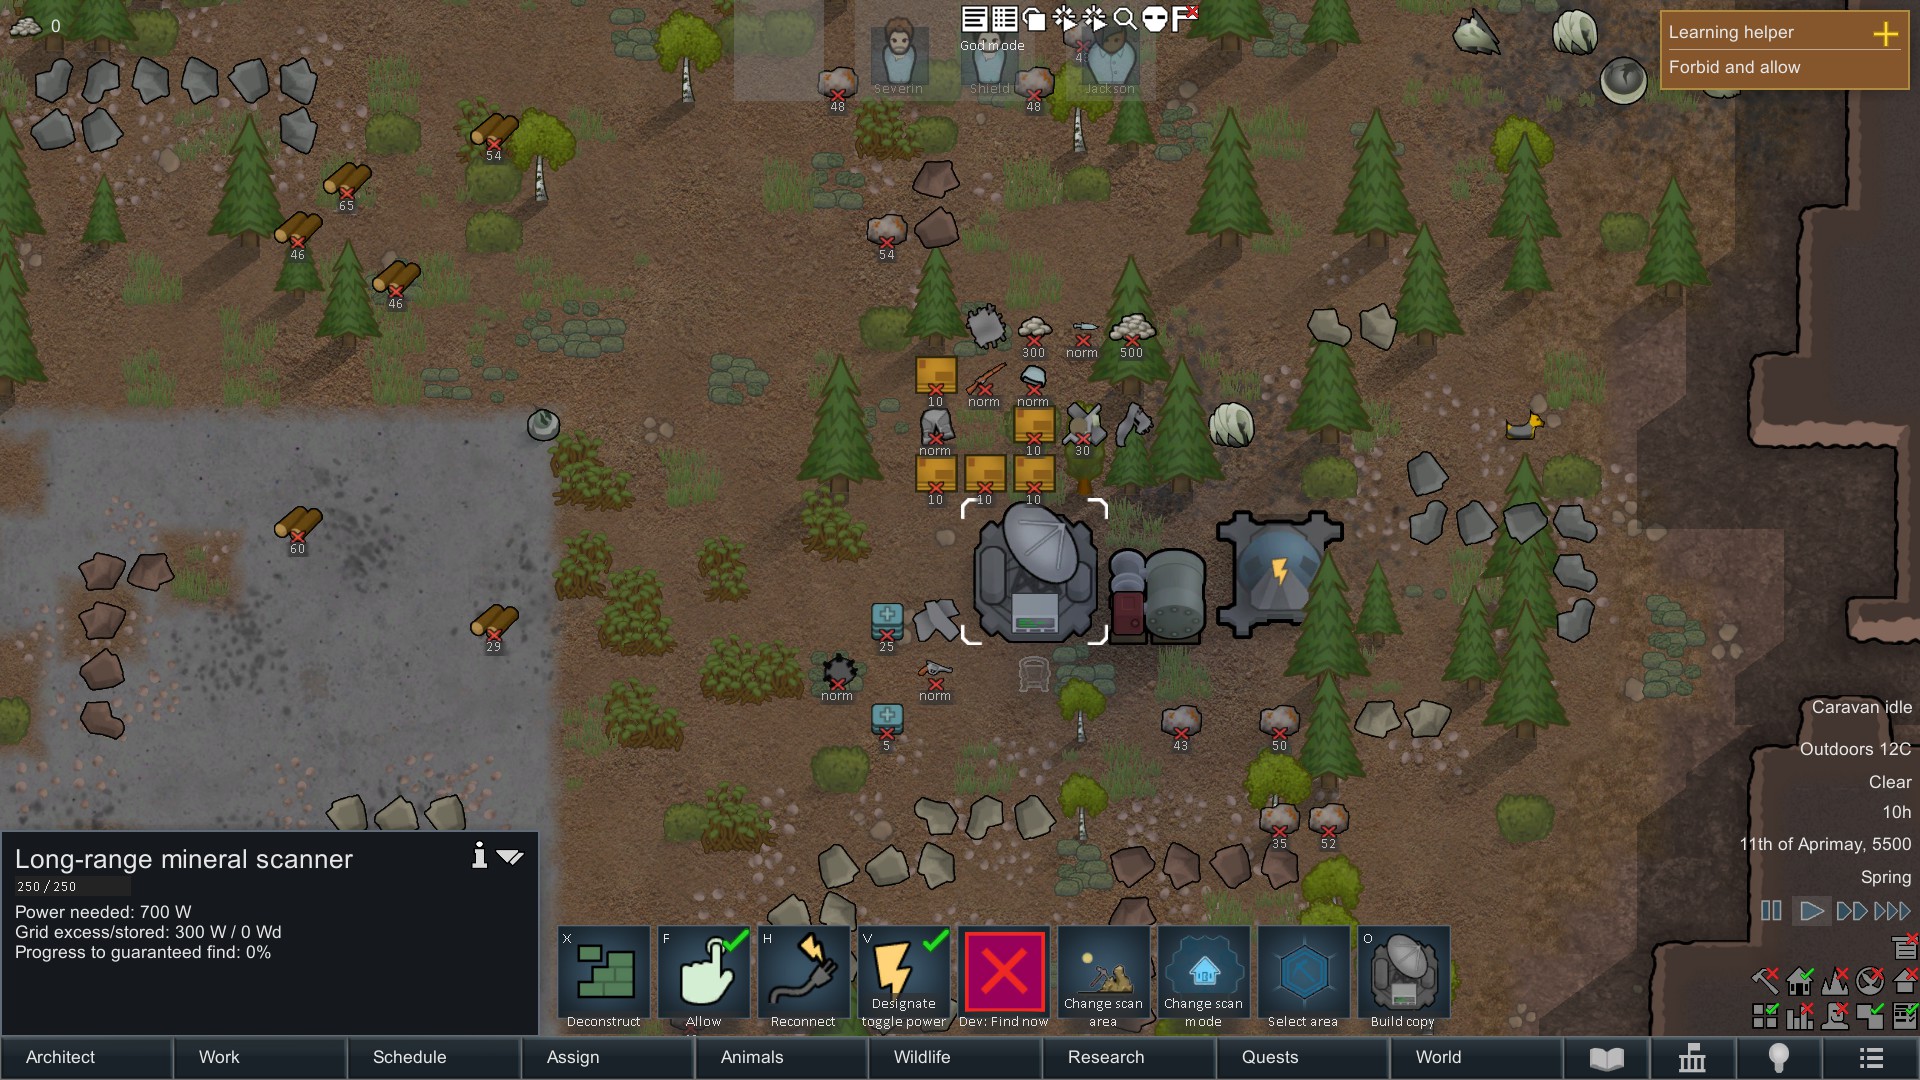 0
God mode
Severin
Shield
Jackson
4
48
48
Learning helper
Forbid and allow
54
65
46
46
54
300
norm
500
10
norm
norm
norm
10
30
10
10
10
60
29
25
norm
norm
5
43
50
35
52
Caravan idle
Outdoors 12C
Clear
10h
11th of Aprimay, 5500
Spring
Long-range mineral scanner
250 / 250
Power needed: 700 W
Grid excess/stored: 300 W / 0 Wd
Progress to guaranteed find: 0%
X
Deconstruct
F
Allow
H
Reconnect
V
Designate
toggle power
Dev: Find now
Change scan
area
Change scan
mode
Select area
O
Build copy
Architect
Work
Schedule
Assign
Animals
Wildlife
Research
Quests
World